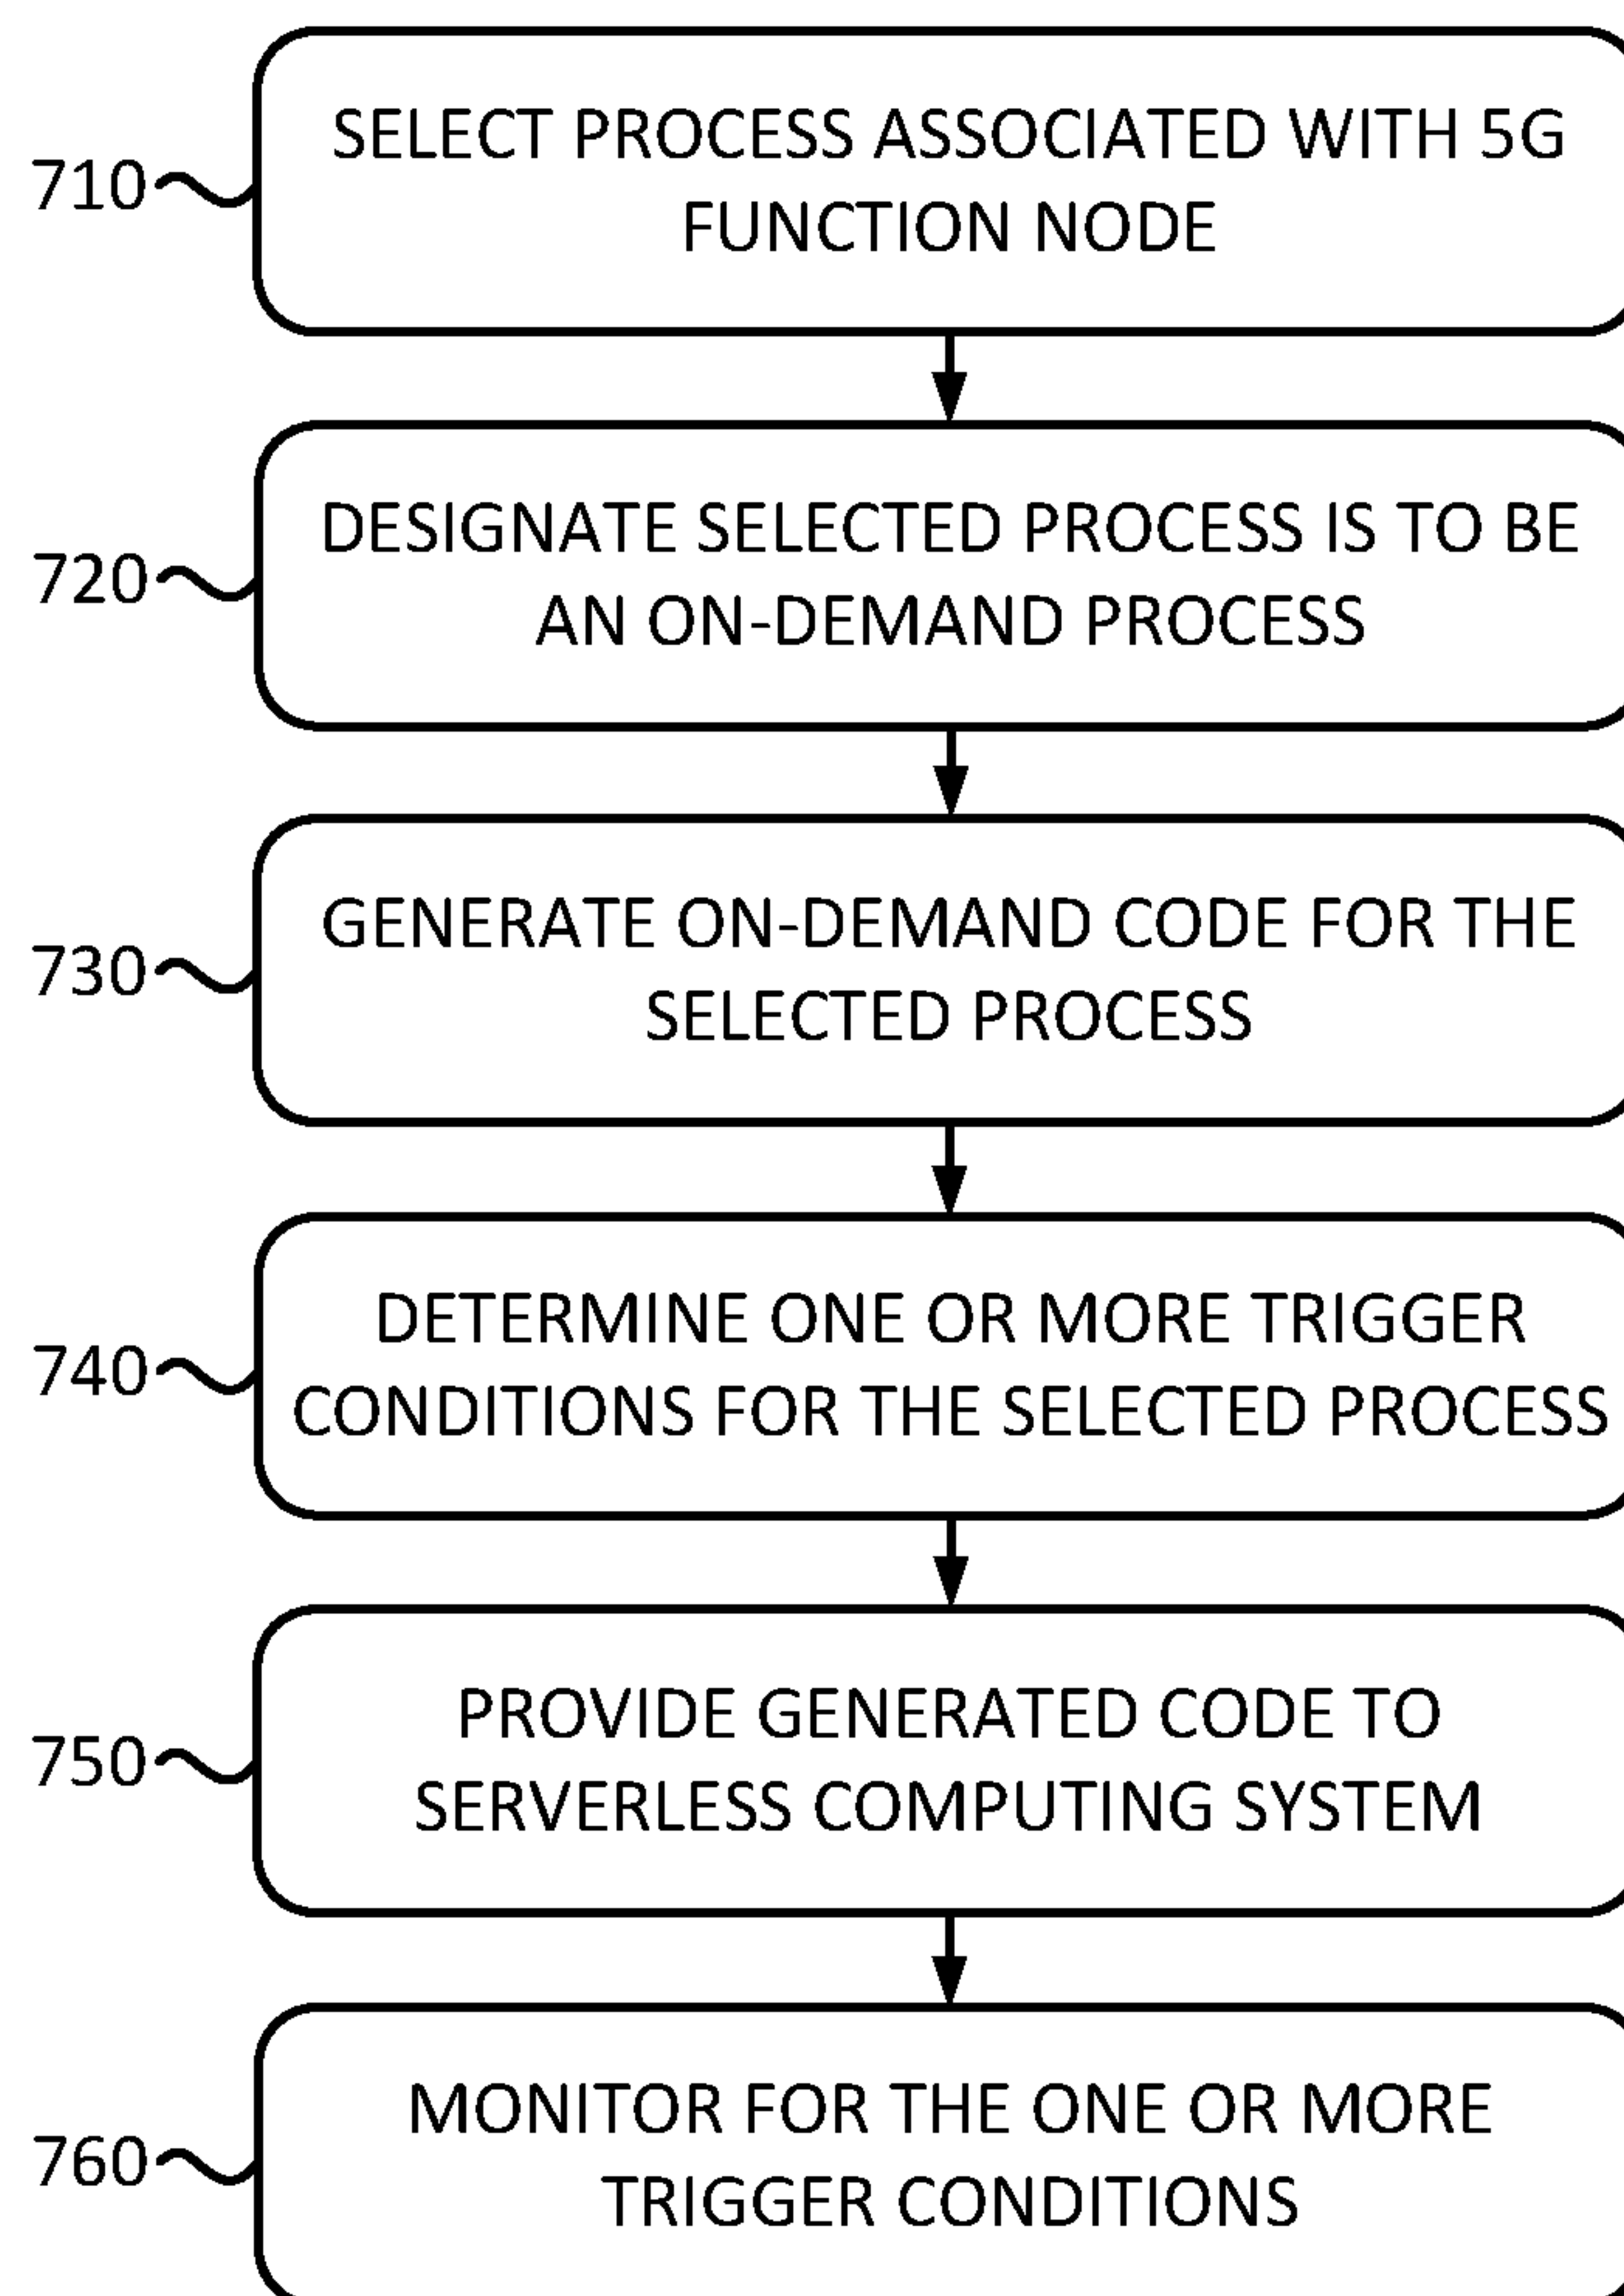 710
SELECT PROCESS ASSOCIATED WITH 5G
FUNCTION NODE
720
DESIGNATE SELECTED PROCESS IS TO BE
AN ON-DEMAND PROCESS
730
GENERATE ON-DEMAND CODE FOR THE
SELECTED PROCESS
740
DETERMINE ONE OR MORE TRIGGER
CONDITIONS FOR THE SELECTED PROCESS
750
PROVIDE GENERATED CODE TO
SERVERLESS COMPUTING SYSTEM
760
MONITOR FOR THE ONE OR MORE
TRIGGER CONDITIONS